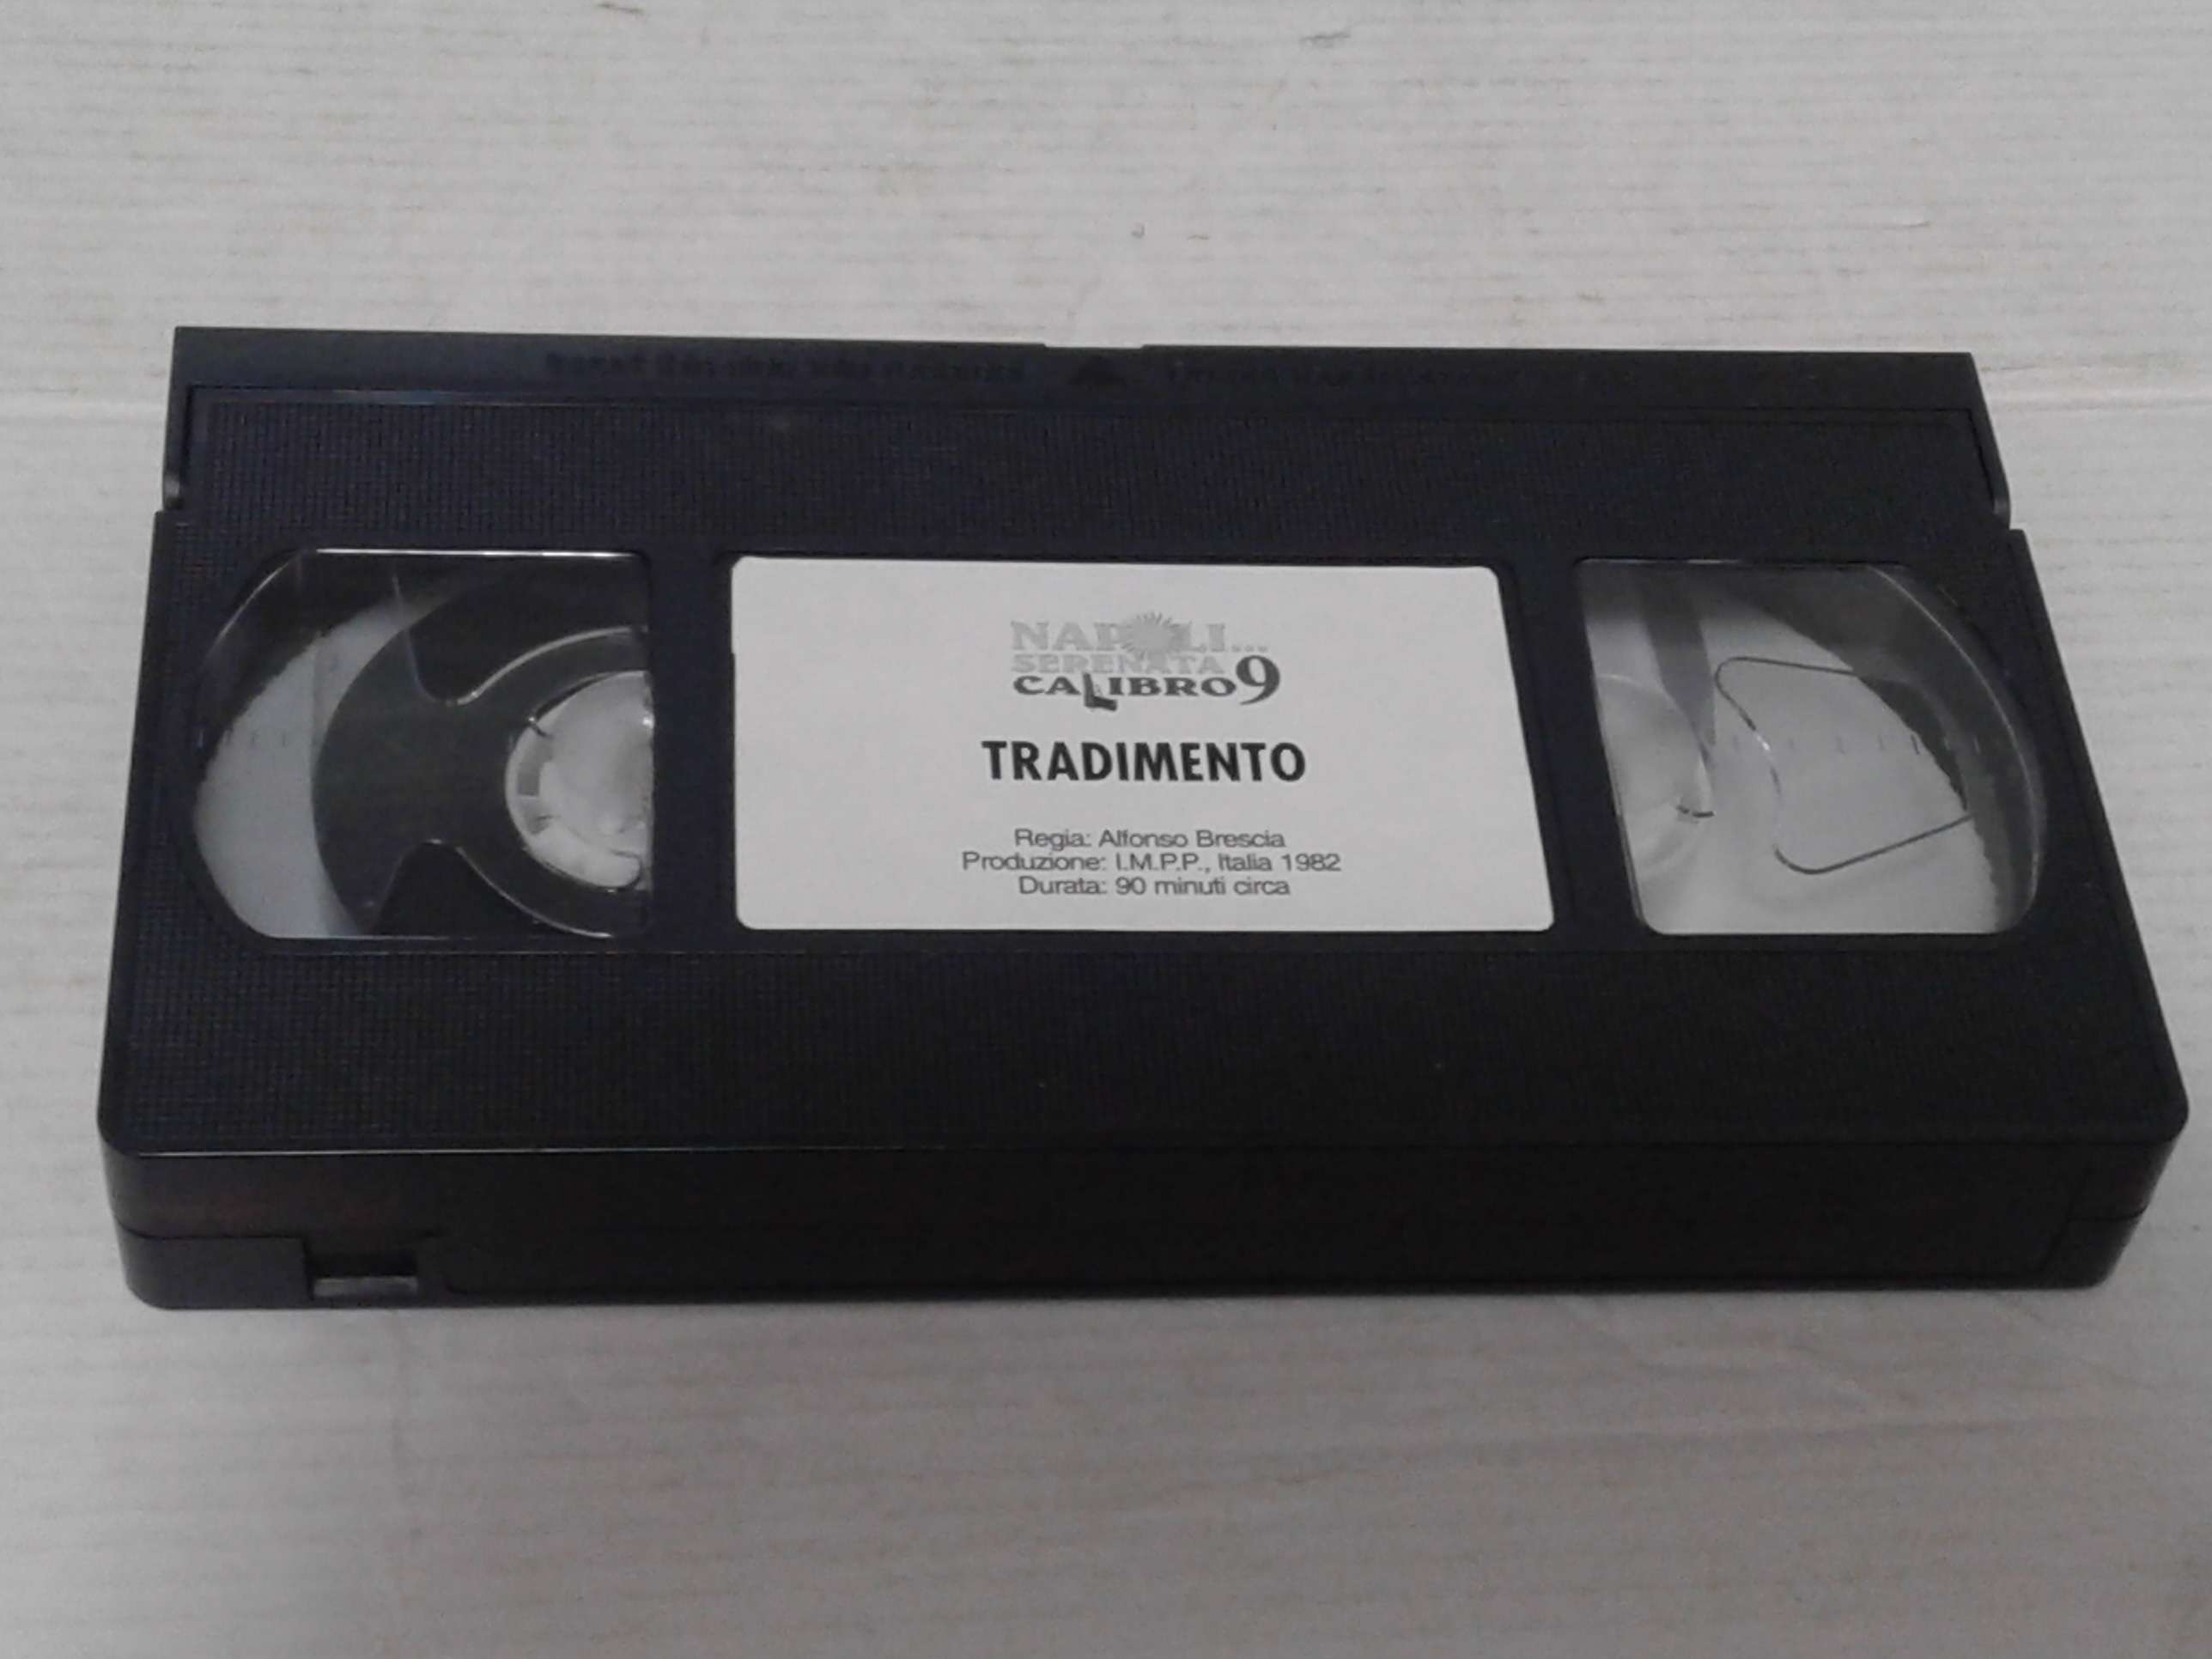 NAPOLI...
SERENATA
CALIBRO 9
TRADIMENTO
Regia: Alfonso Brescia
Produzione: I.M.P.P., Italia 1982
Durata: 90 minuti circa